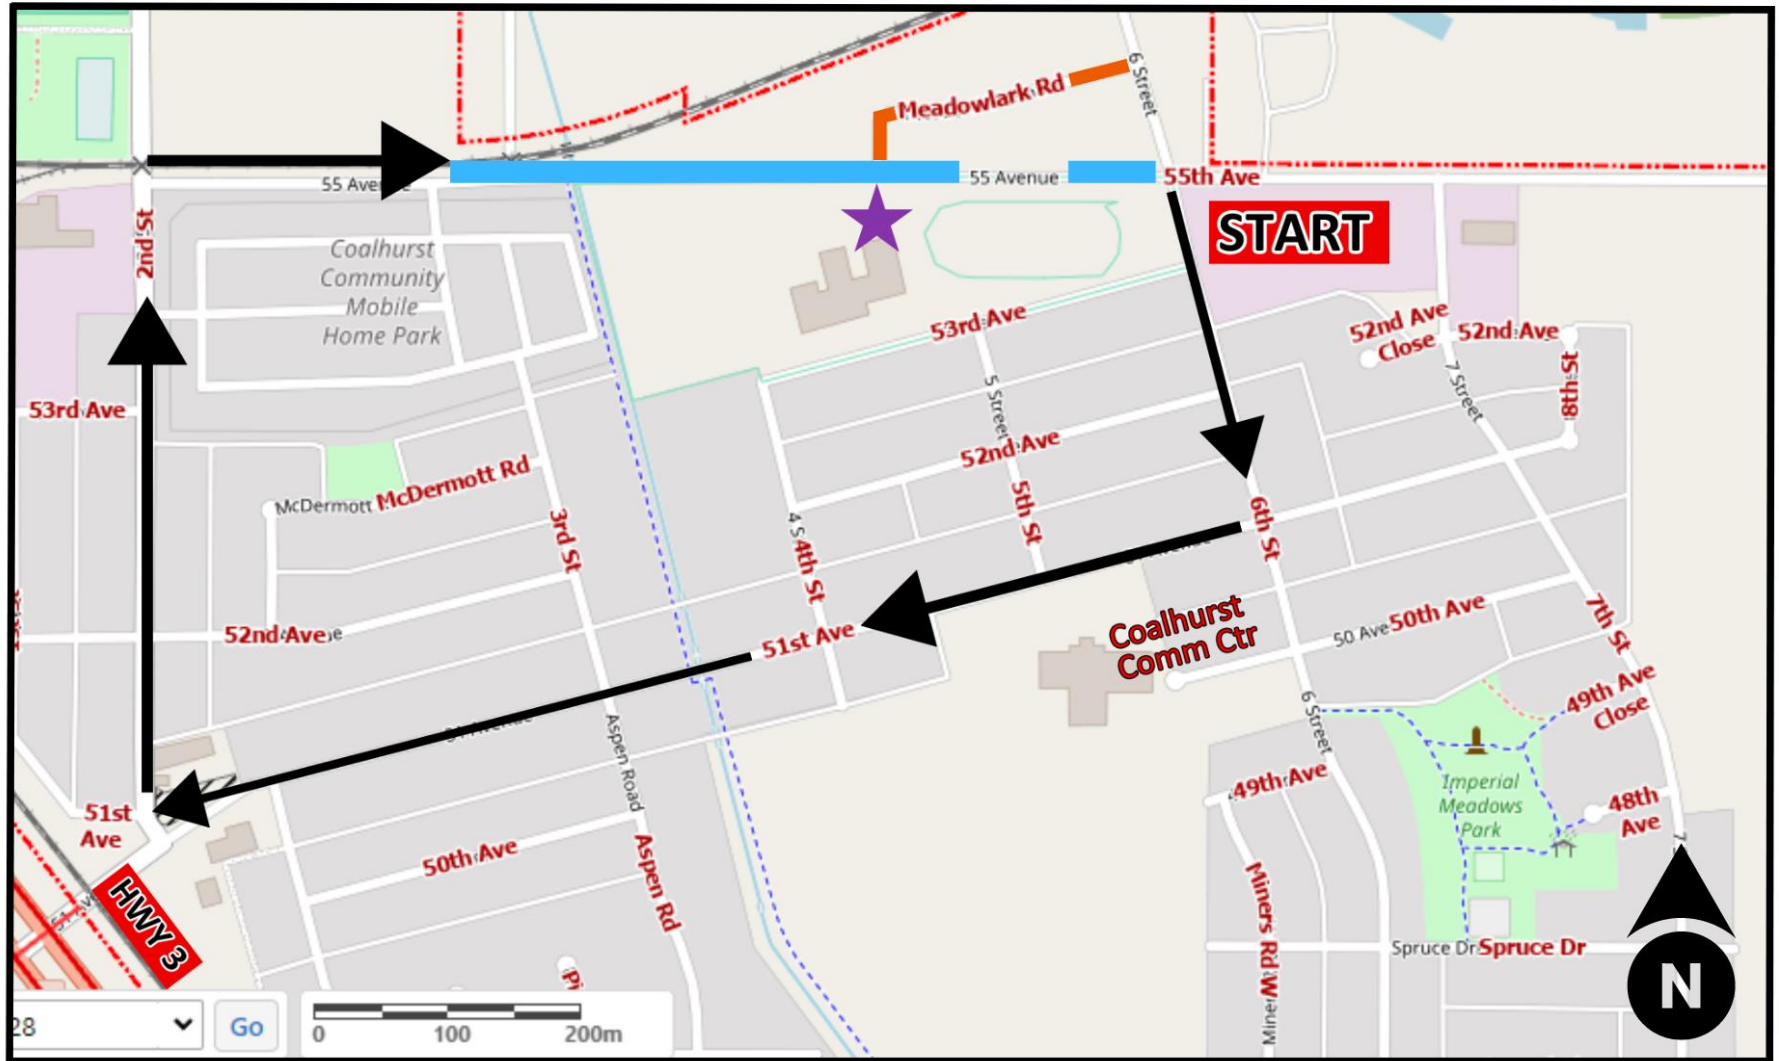 6 Street
Meadowlark Rd
55 Avenue
55 Avenue
55th Ave
START
2nd St
Coalhurst
Community
Mobile
Home Park
53rd Ave
52nd Ave
Close
52nd Ave
8th St
7 Street
53rd Ave
5 Street
52nd Ave
McDermott
McDermott Rd
3rd St
4th St
5th St
6th St
52nd Ave
51st Ave
Coalhurst
Comm Ctr
50 Ave
50th Ave
7th St
49th Ave
Close
6 Street
Aspen Road
49th Ave
Imperial
Meadows
Park
48th
Ave
51st
Ave
50th Ave
Aspen Rd
HWY 3
Miners Rd W
Spruce Dr
Spruce Dr
N
28
Go
0 100 200m